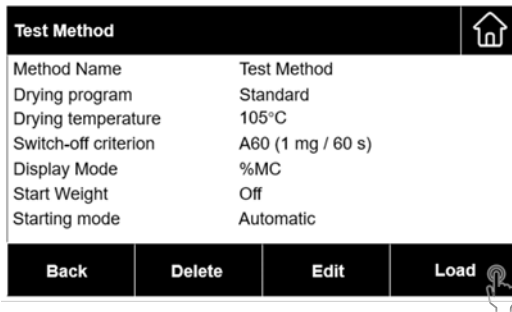 Test Method
Method Name Test Method
Drying program Standard
Drying temperature 105°C
Switch-off criterion A60 (1 mg / 60 s)
Display Mode %MC
Start Weight Off
Starting mode Automatic
Back Delete Edit Load